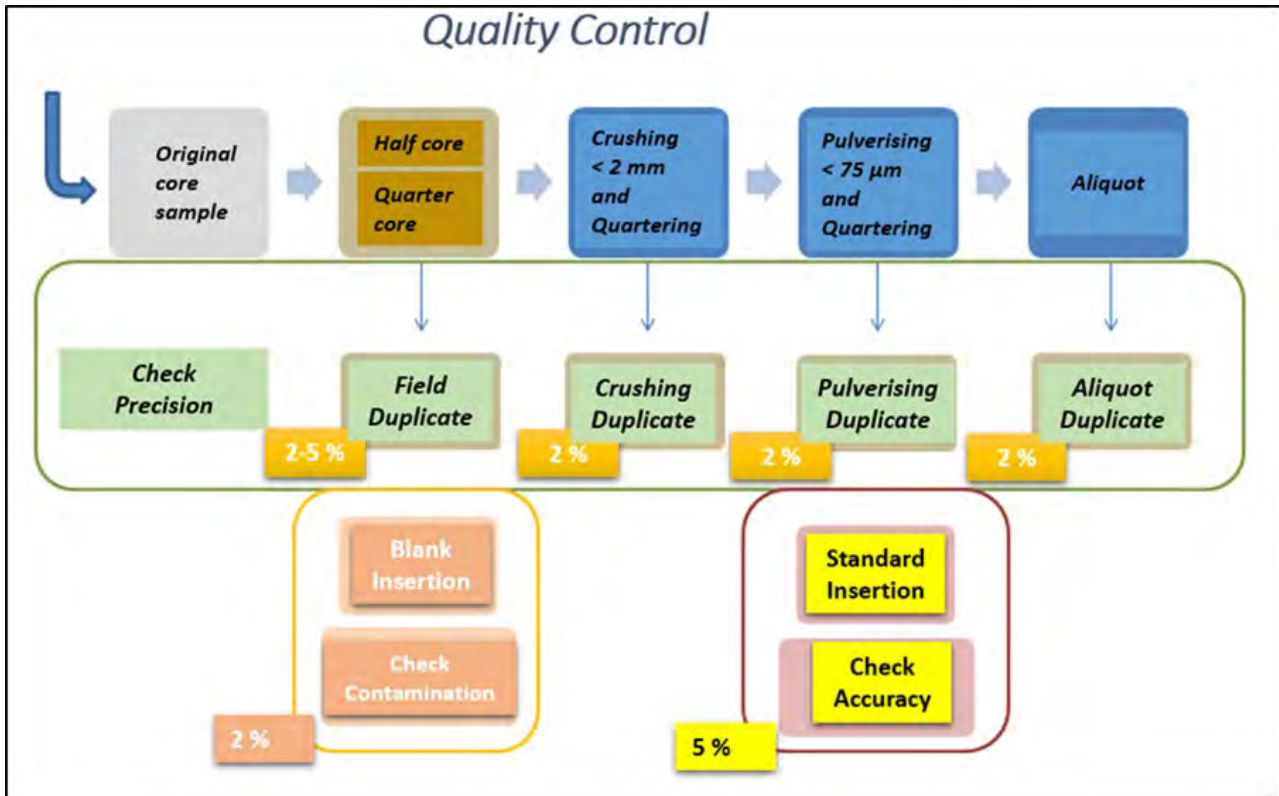 Quality Control
Original
core
sample
Half core
Quarter
core
Crushing
< 2 mm
and
Quartering
Pulverising
< 75 µm
and
Quartering
Aliquot
Check
Precision
Field
Duplicate
Crushing
Duplicate
Pulverising
Duplicate
Aliquot
Duplicate
2-5 %
2 %
2 %
2 %
Blank
Insertion
Check
Contamination
2 %
Standard
Insertion
Check
Accuracy
5 %